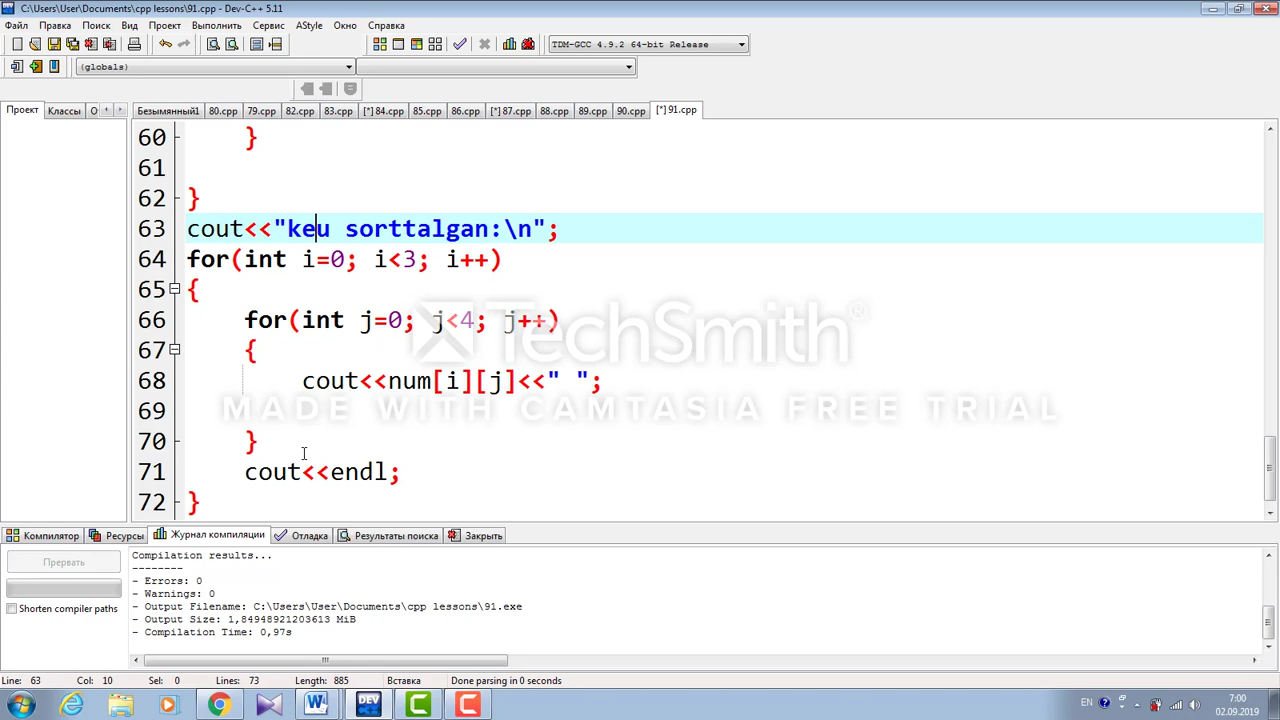 C:\Users\User\Documents\cpp lessons\91.cpp - Dev-C++ 5.11
Файл Правка Поиск Вид Проект Выполнить Сервис AStyle Окно Справка
TDM-GCC 4.9.2 64-bit Release
(globals)
Проект Классы О Безымянный1 80.cpp 79.cpp 82.cpp 83.cpp [*] 84.cpp 85.cpp 86.cpp [*] 87.cpp 88.cpp 89.cpp 90.cpp [*] 91.cpp
60 }
61
62 }
63 cout<<"keu sorttalgan:\n";
64 for(int i=0; i<3; i++)
65 {
66 for(int j=0; j<4; j++)
67 {
68 cout<<num[i][j]<<" ";
69
70 }
71 cout<<endl;
72 }
TechSmith®
MADE WITH CAMTASIA FREE TRIAL
Компилятор Ресурсы Журнал компиляции Отладка Результаты поиска Закрыть
Прервать
Shorten compiler paths
Compilation results...
--------
- Errors: 0
- Warnings: 0
- Output Filename: C:\Users\User\Documents\cpp lessons\91.exe
- Output Size: 1,84948921203613 MiB
- Compilation Time: 0,97s
Line: 63 Col: 10 Sel: 0 Lines: 73 Length: 885 Вставка Done parsing in 0 seconds
DEV
EN 7:00
02.09.2019